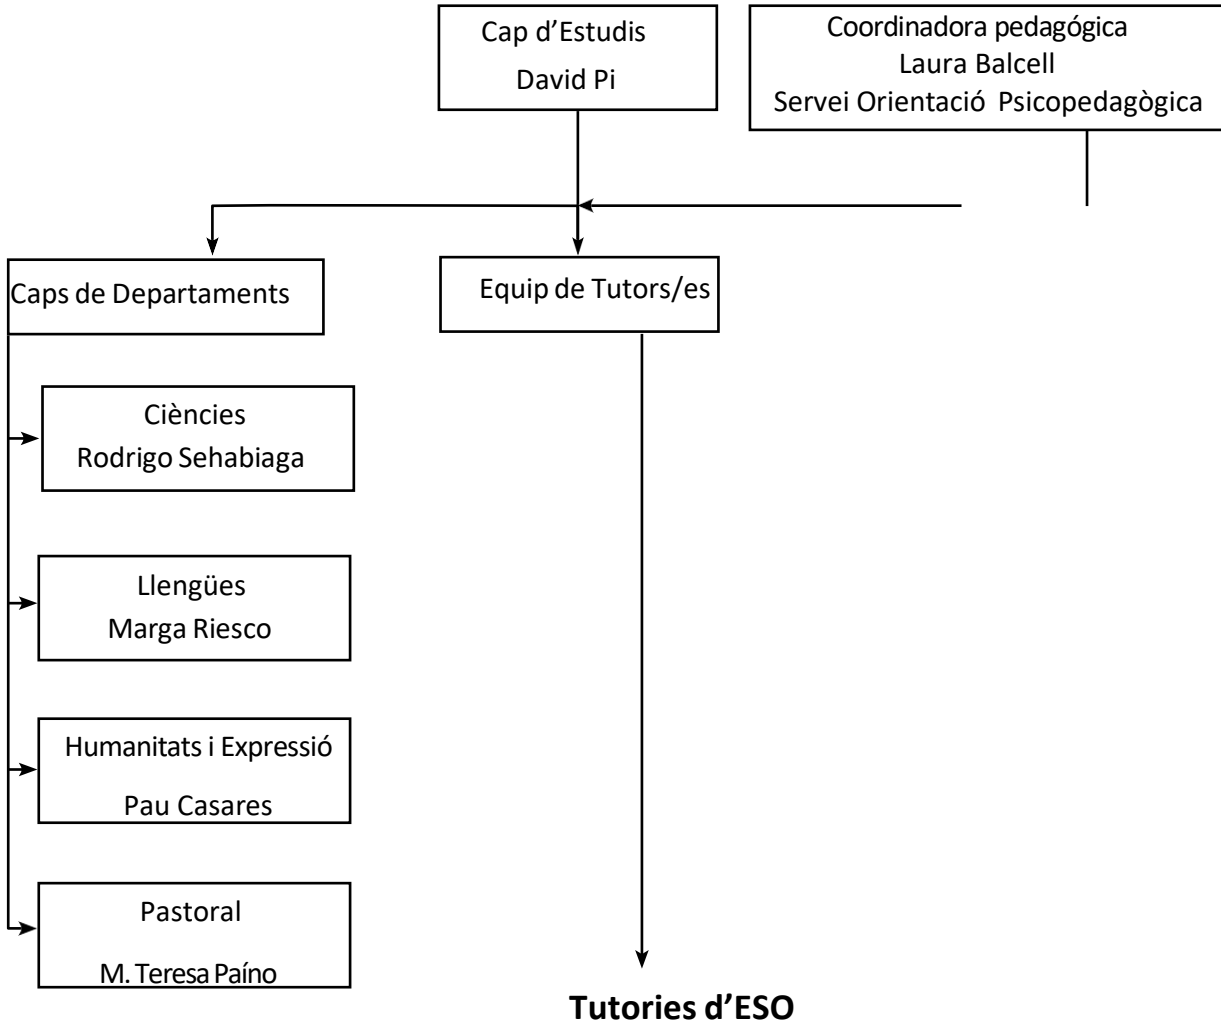 Cap d’Estudis
David Pi
Coordinadora pedagógica
Laura Balcell
Servei Orientació Psicopedagògica
Caps de Departaments
Equip de Tutors/es
Ciències
Rodrigo Sehabiaga
Llengües
Marga Riesco
Humanitats i Expressió
Pau Casares
Pastoral
M. Teresa Paíno
Tutories d’ESO